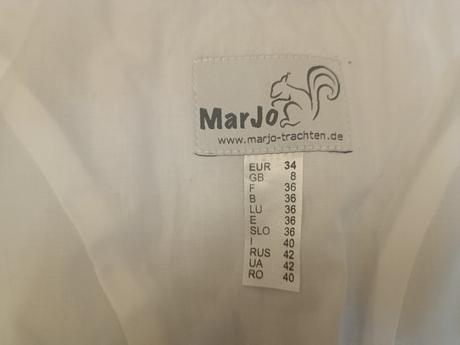 MarJo
www.marjo-trachten.de
EUR 34
GB 8
F 36
B 36
LU 36
E 36
SLO 36
I 40
RUS 42
UA 42
RO 40